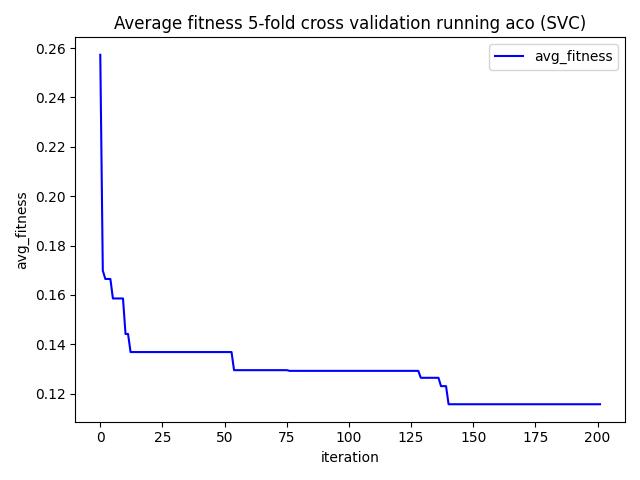 Average fitness 5-fold cross validation running aco (SVC)
avg_fitness
0.26
0.24
0.22
0.20
0.18
0.16
0.14
0.12
avg_fitness
0 25 50 75 100 125 150 175 200
iteration